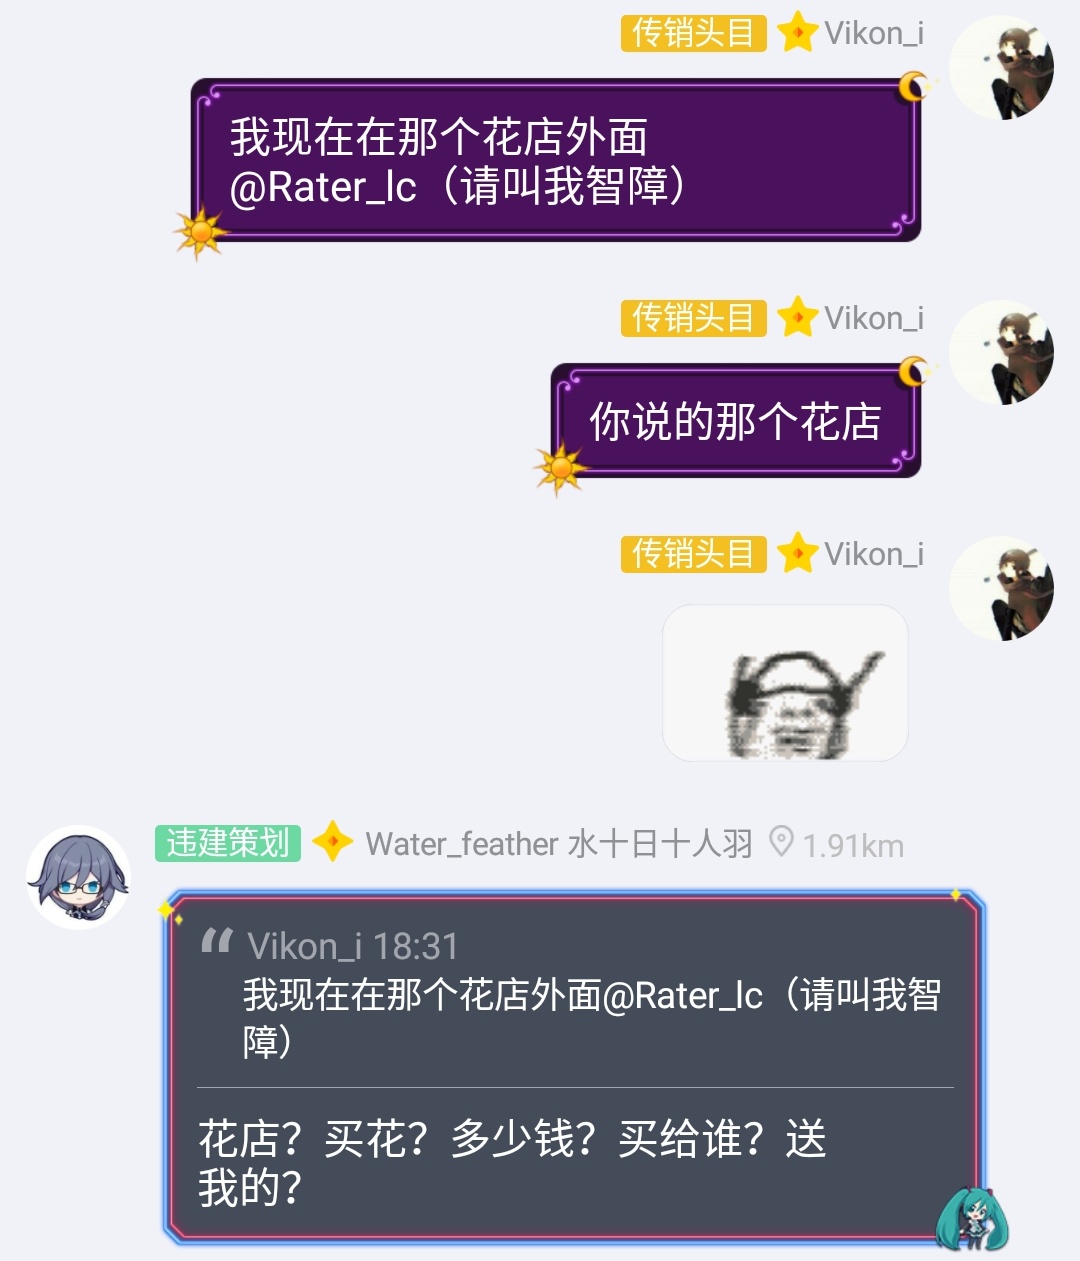 传销头目 Vikon_i
我现在在那个花店外面
@Rater_lc（请叫我智障）
传销头目 Vikon_i
你说的那个花店
传销头目 Vikon_i
违建策划 Water_feather 水十日十人羽 1.91km
“ Vikon_i 18:31
我现在在那个花店外面@Rater_lc（请叫我智
障）
花店？买花？多少钱？买给谁？送
我的？